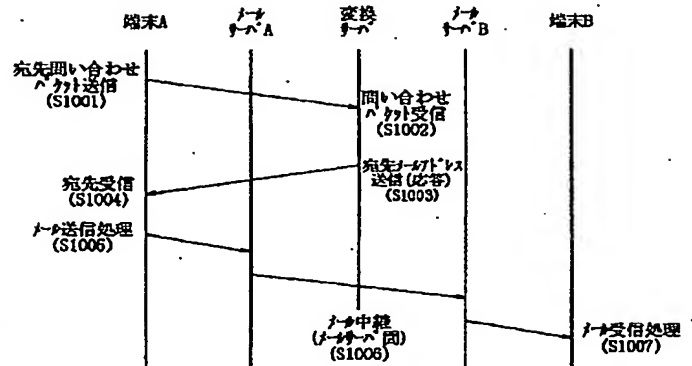 端末A
メール
サーバA
変換
サーバ
メール
サーバB
端末B
宛先問い合わせ
パケット送信
(S1001)
問い合わせ
パケット受信
(S1002)
宛先メールアドレス
送信(応答)
(S1003)
宛先受信
(S1004)
メール送信処理
(S1005)
メール中継
(メールサーバ間)
(S1006)
メール受信処理
(S1007)